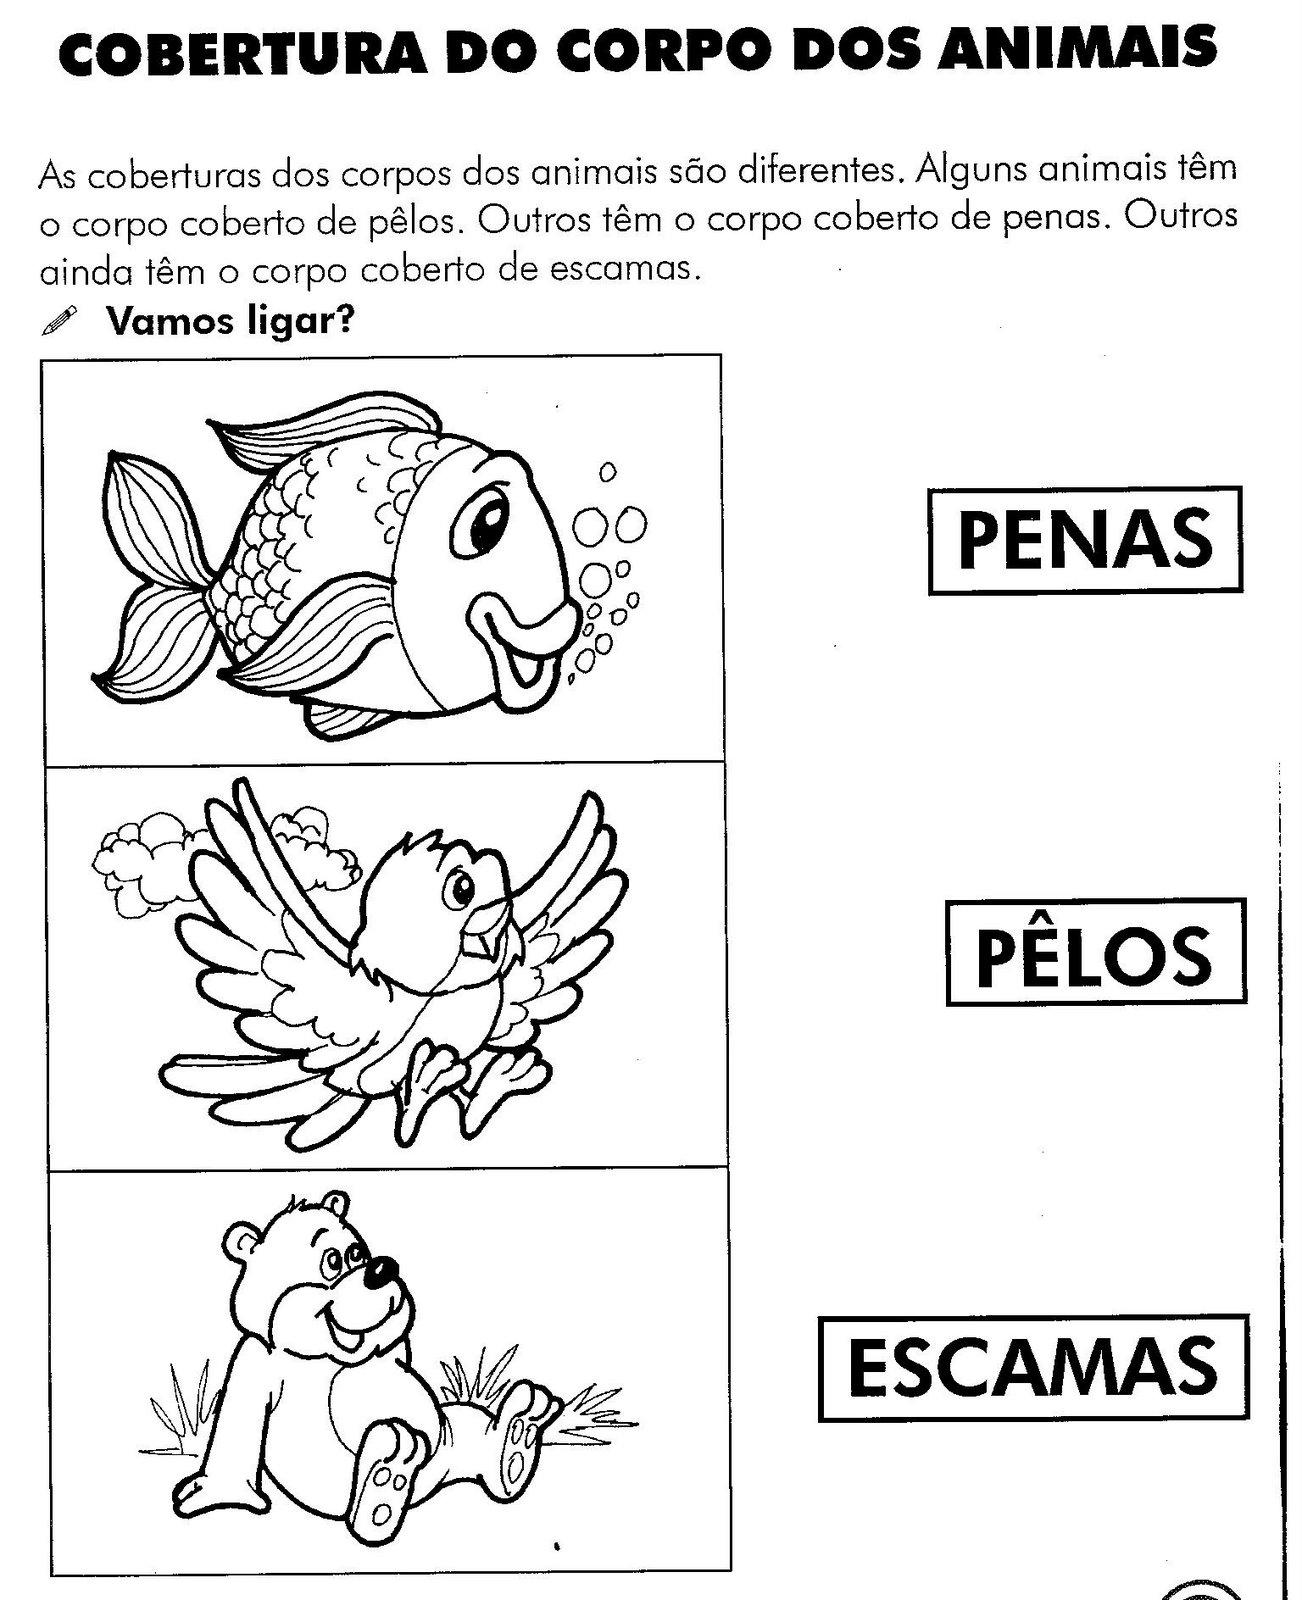 COBERTURA DO CORPO DOS ANIMAIS
As coberturas dos corpos dos animais são diferentes. Alguns animais têm
o corpo coberto de pêlos. Outros têm o corpo coberto de penas. Outros
ainda têm o corpo coberto de escamas.
Vamos ligar?
PENAS
PÊLOS
ESCAMAS